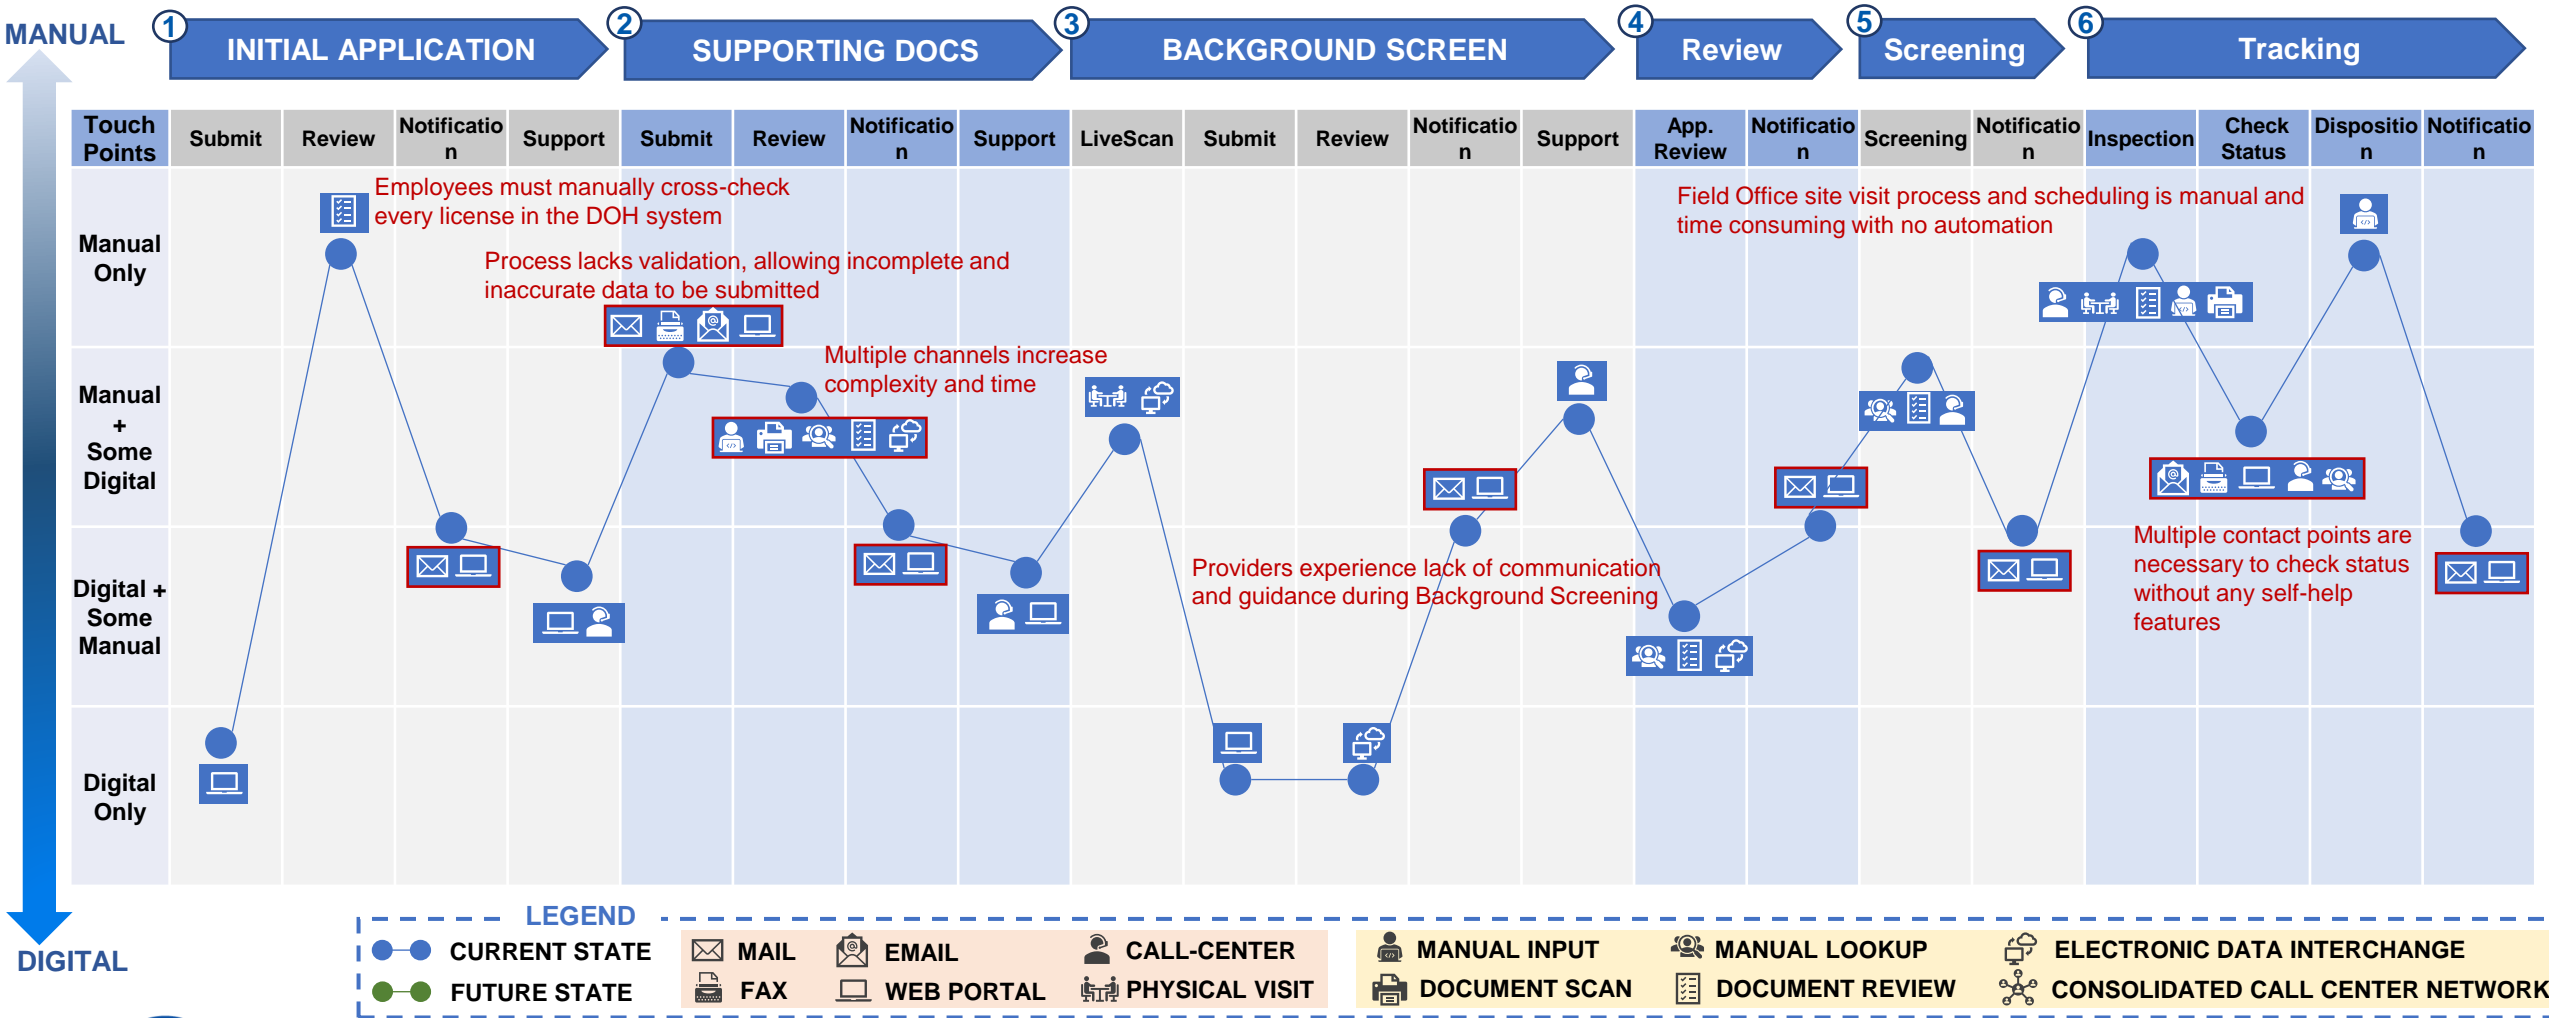 MANUAL
1
INITIAL APPLICATION
2
SUPPORTING DOCS
3
BACKGROUND SCREEN
4
Review
5
Screening
6
Tracking
Touch
Points
Submit
Review
Notificatio
n
Support
Submit
Review
Notificatio
n
Support
LiveScan
Submit
Review
Notificatio
n
Support
App.
Review
Notificatio
n
Screening
Notificatio
n
Inspection
Check
Status
Dispositio
n
Notificatio
n
Manual
Only
Employees must manually cross-check
every license in the DOH system
Process lacks validation, allowing incomplete and
inaccurate data to be submitted
Field Office site visit process and scheduling is manual and
time consuming with no automation
Manual
+
Some
Digital
Multiple channels increase
complexity and time
Digital +
Some
Manual
Providers experience lack of communication
and guidance during Background Screening
Multiple contact points are
necessary to check status
without any self-help
features
Digital
Only
DIGITAL
LEGEND
CURRENT STATE
FUTURE STATE
MAIL
EMAIL
CALL-CENTER
FAX
WEB PORTAL
PHYSICAL VISIT
MANUAL INPUT
MANUAL LOOKUP
ELECTRONIC DATA INTERCHANGE
DOCUMENT SCAN
DOCUMENT REVIEW
CONSOLIDATED CALL CENTER NETWORK